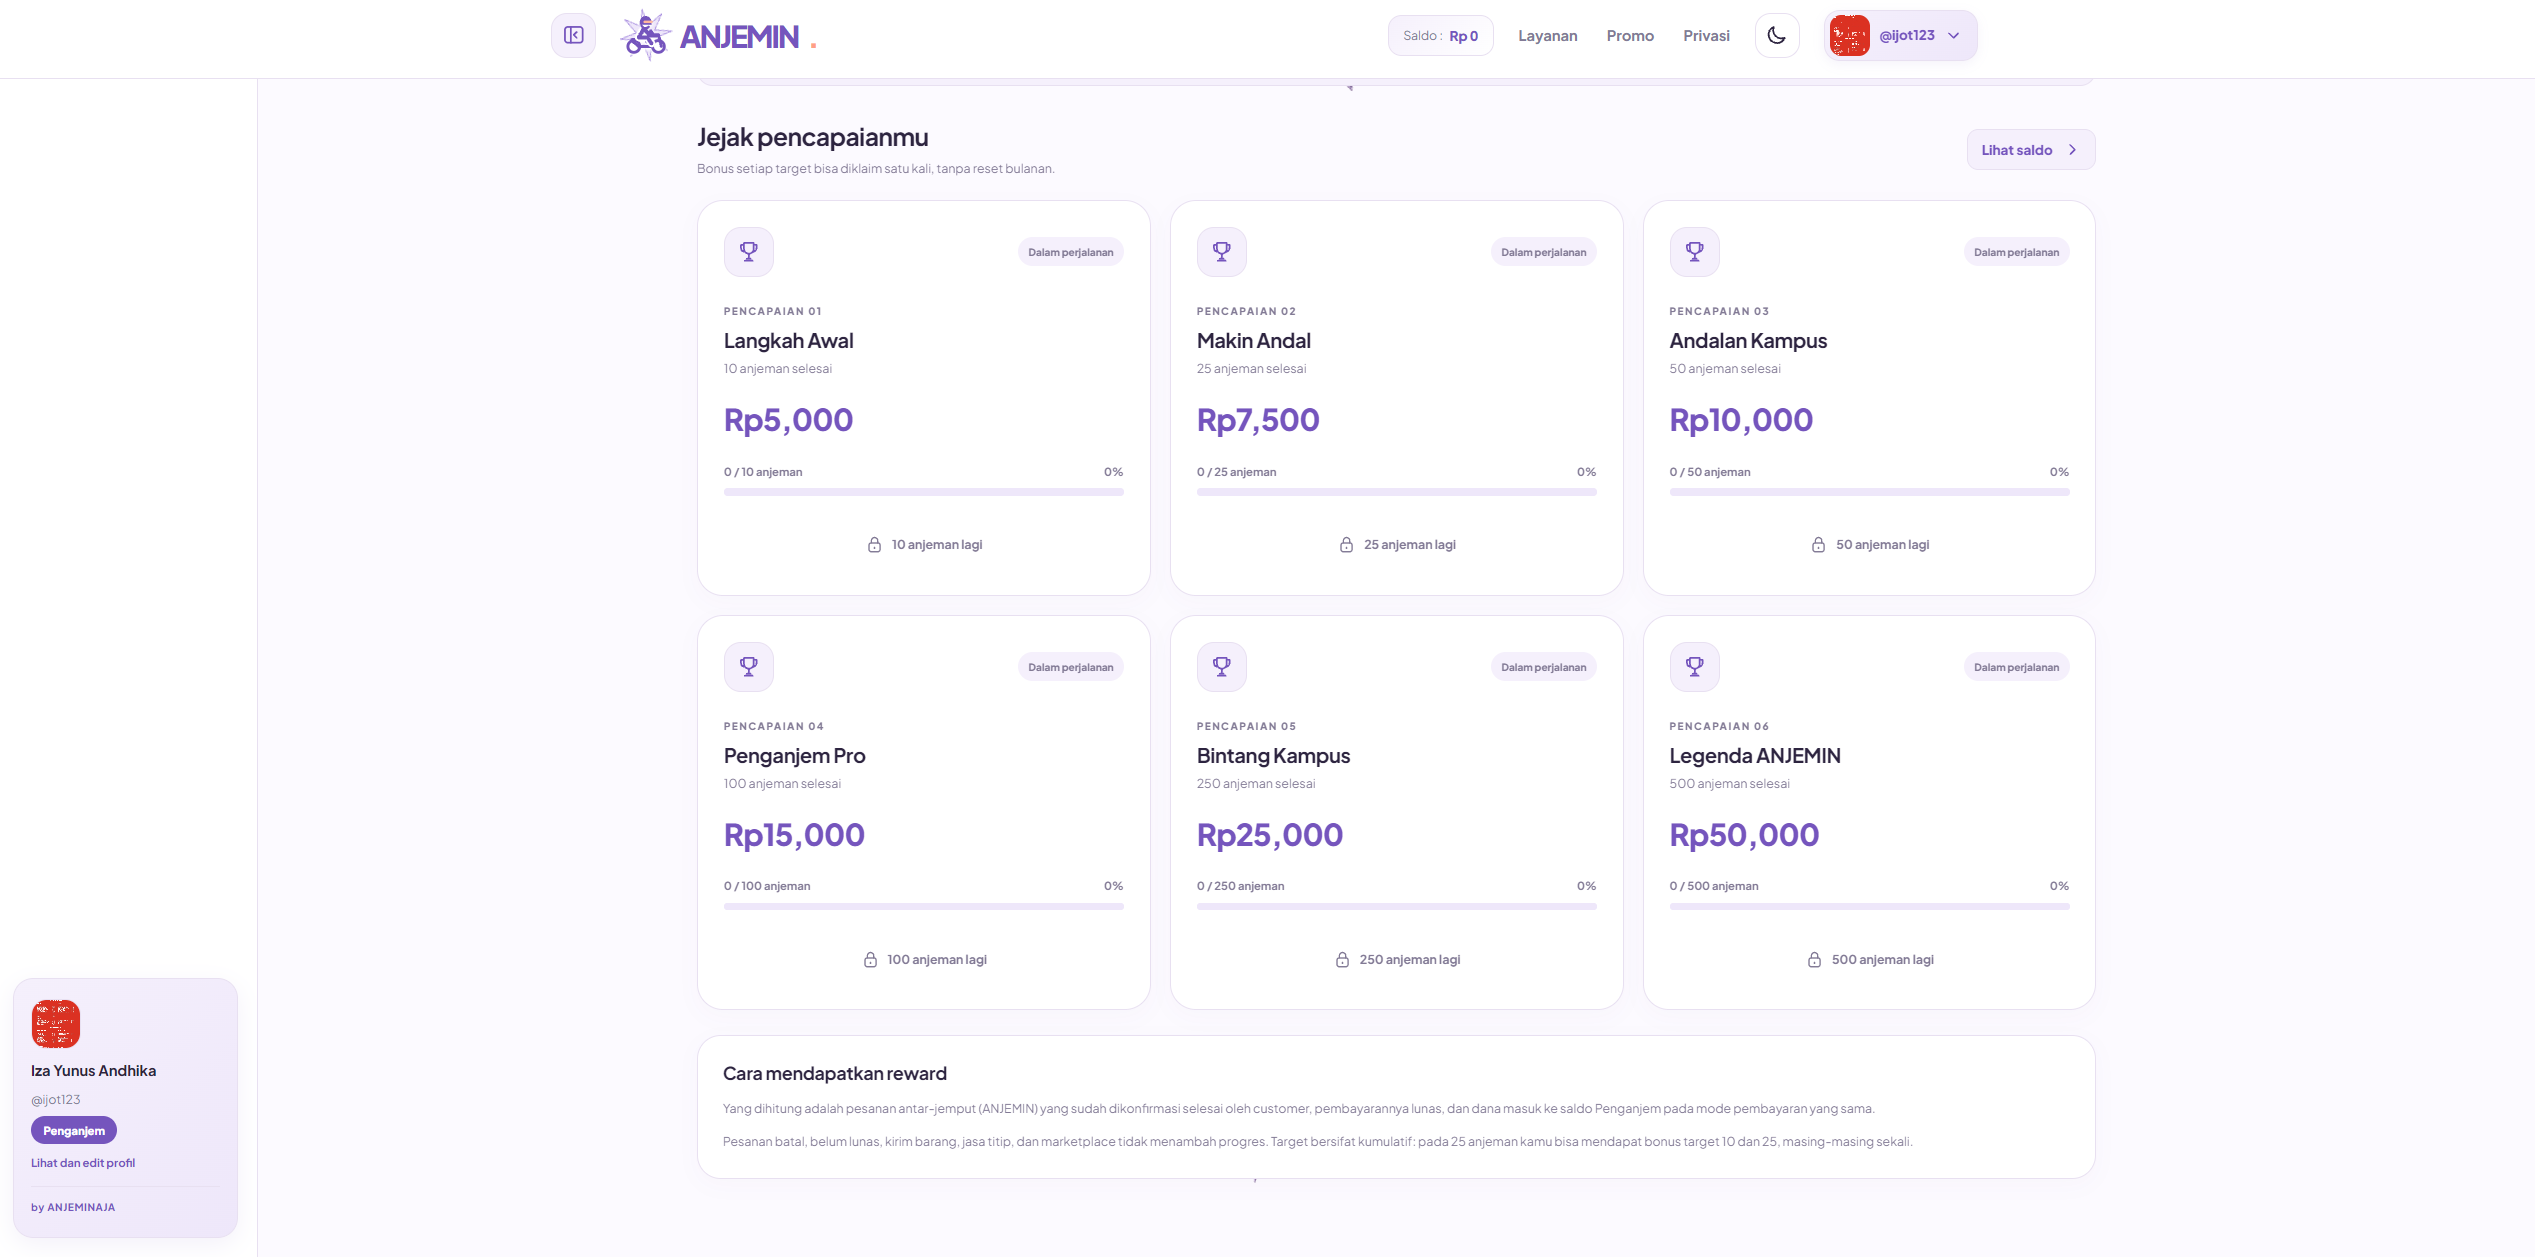 ANJEMIN .
Saldo : Rp 0
Layanan
Promo
Privasi
@ijot123
Jejak pencapaianmu
Bonus setiap target bisa diklaim satu kali, tanpa reset bulanan.
Lihat saldo
Dalam perjalanan
PENCAPAIAN 01
Langkah Awal
10 anjeman selesai
Rp5,000
0 / 10 anjeman 0%
10 anjeman lagi
Dalam perjalanan
PENCAPAIAN 02
Makin Andal
25 anjeman selesai
Rp7,500
0 / 25 anjeman 0%
25 anjeman lagi
Dalam perjalanan
PENCAPAIAN 03
Andalan Kampus
50 anjeman selesai
Rp10,000
0 / 50 anjeman 0%
50 anjeman lagi
Dalam perjalanan
PENCAPAIAN 04
Penganjem Pro
100 anjeman selesai
Rp15,000
0 / 100 anjeman 0%
100 anjeman lagi
Dalam perjalanan
PENCAPAIAN 05
Bintang Kampus
250 anjeman selesai
Rp25,000
0 / 250 anjeman 0%
250 anjeman lagi
Dalam perjalanan
PENCAPAIAN 06
Legenda ANJEMIN
500 anjeman selesai
Rp50,000
0 / 500 anjeman 0%
500 anjeman lagi
Cara mendapatkan reward
Yang dihitung adalah pesanan antar-jemput (ANJEMIN) yang sudah dikonfirmasi selesai oleh customer, pembayarannya lunas, dan dana masuk ke saldo Penganjem pada mode pembayaran yang sama.
Pesanan batal, belum lunas, kirim barang, jasa titip, dan marketplace tidak menambah progres. Target bersifat kumulatif: pada 25 anjeman kamu bisa mendapat bonus target 10 dan 25, masing-masing sekali.
Iza Yunus Andhika
@ijot123
Penganjem
Lihat dan edit profil
by ANJEMINAJA